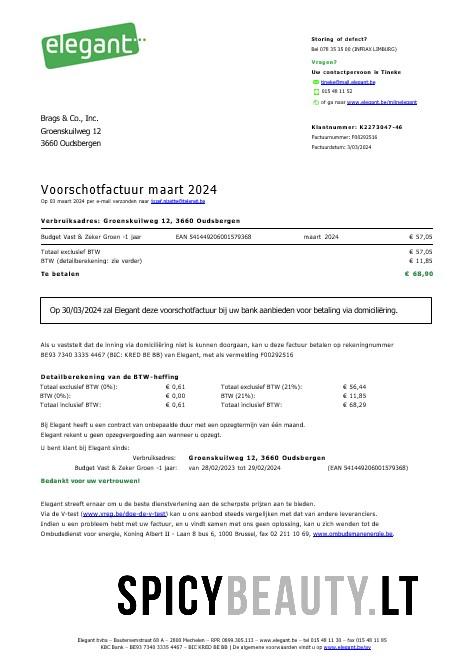 elegant
Storing of defect?
Bel 078 35 35 00 (INFRAX LIMBURG)
Vragen?
Uw contactpersoon is Tineke
tineke@mail.elegant.be
015 48 11 52
of ga naar www.elegant.be/mijnelegant
Brags & Co., Inc.
Groenskuilweg 12
3660 Oudsbergen
Klantnummer: K2273047-46
Factuurnummer: F00292516
Factuurdatum: 3/03/2024
Voorschotfactuur maart 2024
Op 03 maart 2024 per e-mail verzonden naar
Verbruiksadres: Groenskuilweg 12, 3660 Oudsbergen
Budget Vast & Zeker Groen -1 jaar EAN 541449206001579368 maart 2024 € 57,05
Totaal exclusief BTW € 57,05
BTW (detailberekening: zie verder) € 11,85
Te betalen € 68,90
Op 30/03/2024 zal Elegant deze voorschotfactuur bij uw bank aanbieden voor betaling via domiciliëring.
Als u vaststelt dat de inning via domiciliëring niet is kunnen doorgaan, kan u deze factuur betalen op rekeningnummer
BE93 7340 3335 4467 (BIC: KRED BE BB) van Elegant, met als vermelding F00292516
Detailberekening van de BTW-heffing
Totaal exclusief BTW (0%): € 0,61 Totaal exclusief BTW (21%): € 56,44
BTW (0%): € 0,00 BTW (21%): € 11,85
Totaal inclusief BTW: € 0,61 Totaal inclusief BTW: € 68,29
Bij Elegant heeft u een contract van onbepaalde duur met een opzegtermijn van één maand.
Elegant rekent u geen opzegvergoeding aan wanneer u opzegt.
U bent klant bij Elegant sinds:
Verbruiksadres: Groenskuilweg 12, 3660 Oudsbergen
Budget Vast & Zeker Groen -1 jaar: van 28/02/2023 tot 29/02/2024 (EAN 541449206001579368)
Bedankt voor uw vertrouwen!
Elegant streeft ernaar om u de beste dienstverlening aan de scherpste prijzen aan te bieden.
Via de V-test (www.vreg.be/doe-de-v-test) kan u ons aanbod steeds vergelijken met dat van andere leveranciers.
Indien u een probleem hebt met uw factuur, en u vindt samen met ons geen oplossing, kan u zich wenden tot de
Ombudsdienst voor energie, Koning Albert II - Laan 8 bus 6, 1000 Brussel, fax 02 211 10 69, www.ombudsmanenergie.be.
SPICYBEAUTY.LT
Elegant bvba – Bautersemstraat 68 A – 2800 Mechelen – RPR 0899.305.113 – www.elegant.be – tel 015 48 11 30 – fax 015 48 11 95
KBC Bank – BE93 7340 3335 4467 – BIC KRED BE BB | De algemene voorwaarden vindt u op www.elegant.be/av